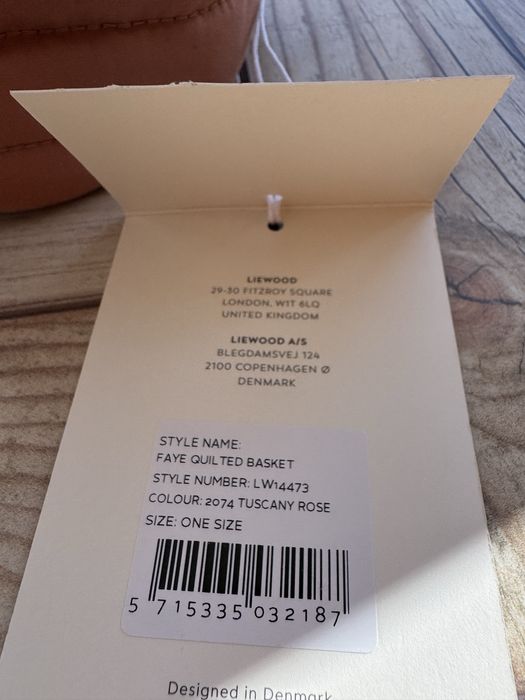 LIEWOOD
29-30 FITZROY SQUARE
LONDON, W1T 6LQ
UNITED KINGDOM
LIEWOOD A/S
BLEGDAMSVEJ 124
2100 COPENHAGEN Ø
DENMARK
STYLE NAME:
FAYE QUILTED BASKET
STYLE NUMBER: LW14473
COLOUR: 2074 TUSCANY ROSE
SIZE: ONE SIZE
5 715335 032187
Designed in Denmark